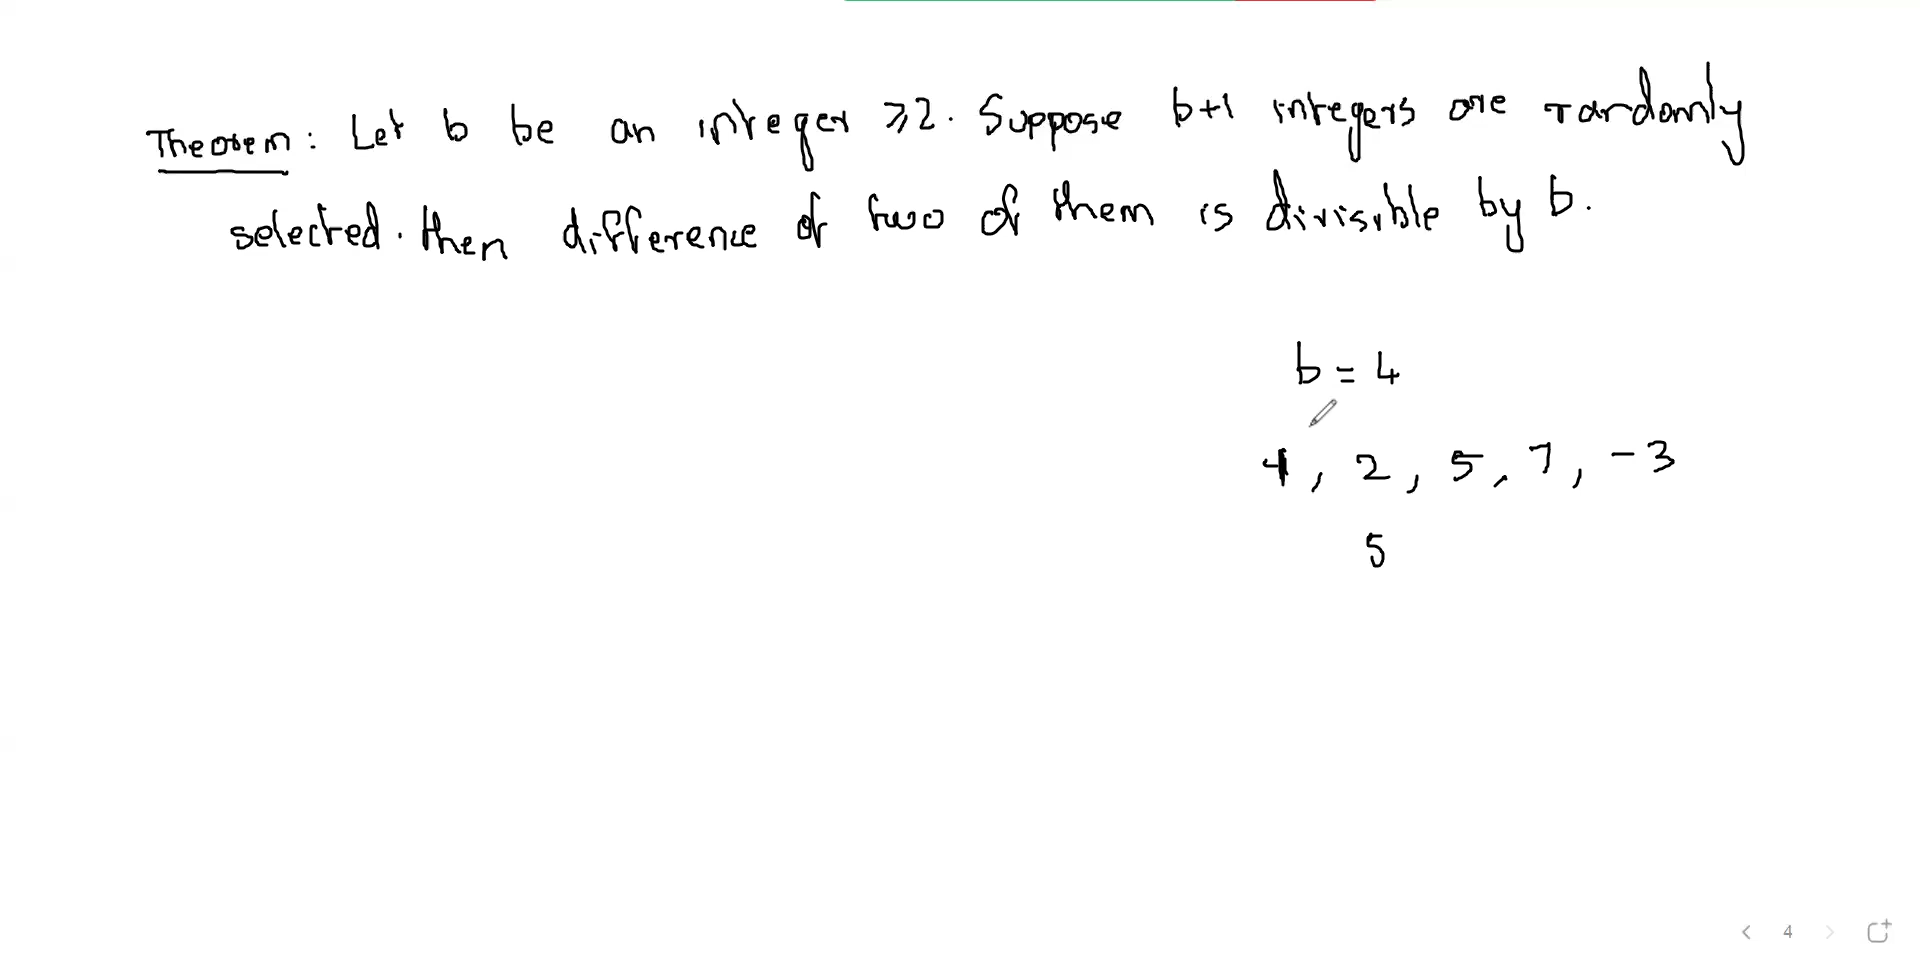 Theorem: Let b be an integer ≥2. Suppose b+1 integers are randomly
selected. then difference of two of them is divisible by b.
b = 4
, 2, 5, 7, -3
5
4